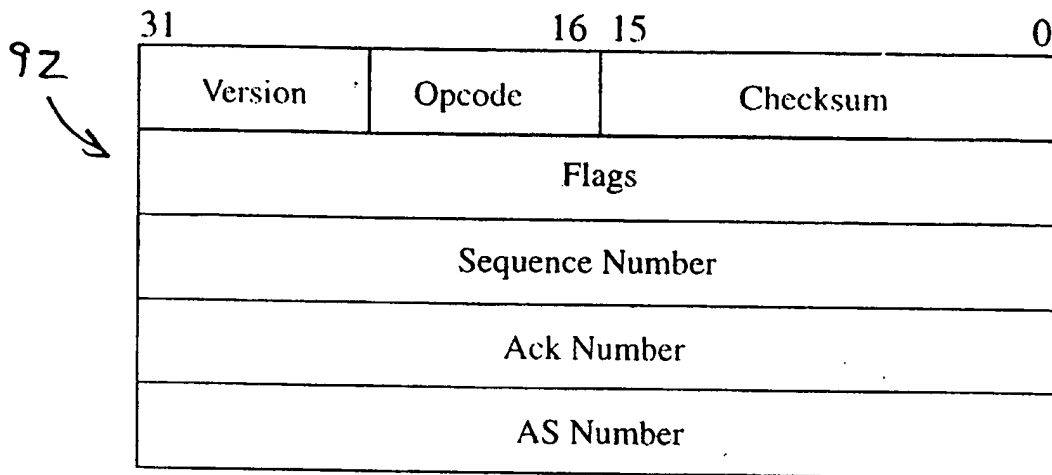 31 16 15 0
92
Version Opcode Checksum
Flags
Sequence Number
Ack Number
AS Number